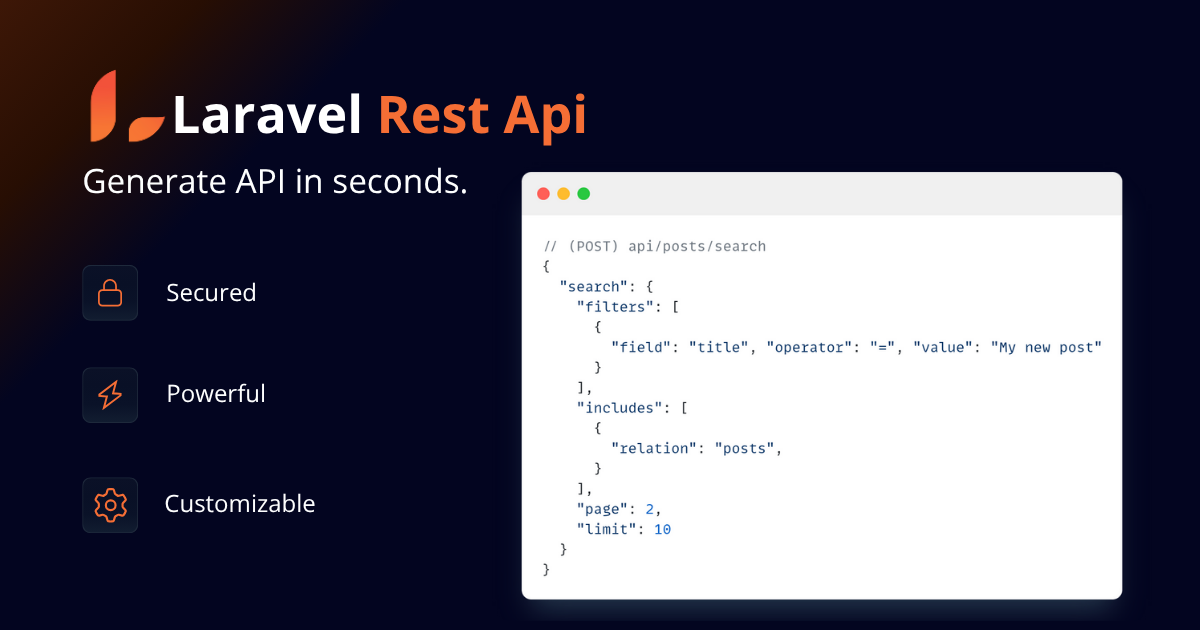 Laravel Rest Api
Generate API in seconds.
Secured
Powerful
Customizable
// (POST) api/posts/search
{
  "search": {
    "filters": [
      {
        "field": "title", "operator": "=", "value": "My new post"
      }
    ],
    "includes": [
      {
        "relation": "posts",
      }
    ],
    "page": 2,
    "limit": 10
  }
}